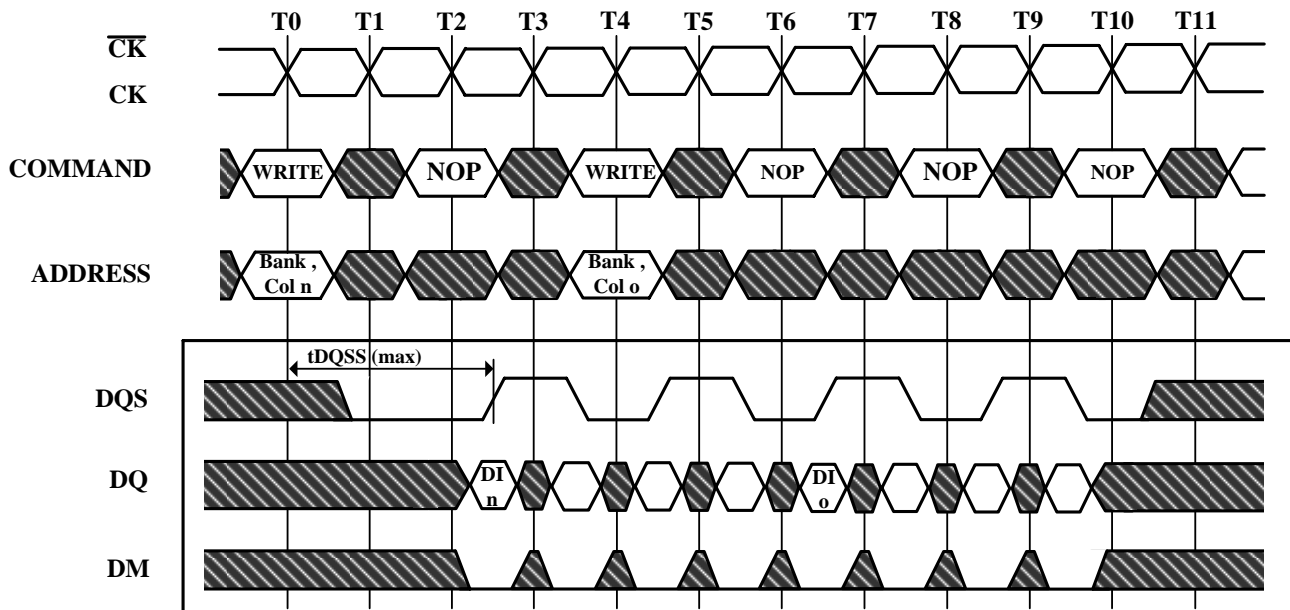 T0 T1 T2 T3 T4 T5 T6 T7 T8 T9 T10 T11
CK
CK
COMMAND WRITE NOP WRITE NOP NOP NOP
ADDRESS Bank , Bank ,
Col n Col o
tDQSS (max)
DQS
DQ DI DI
n o
DM